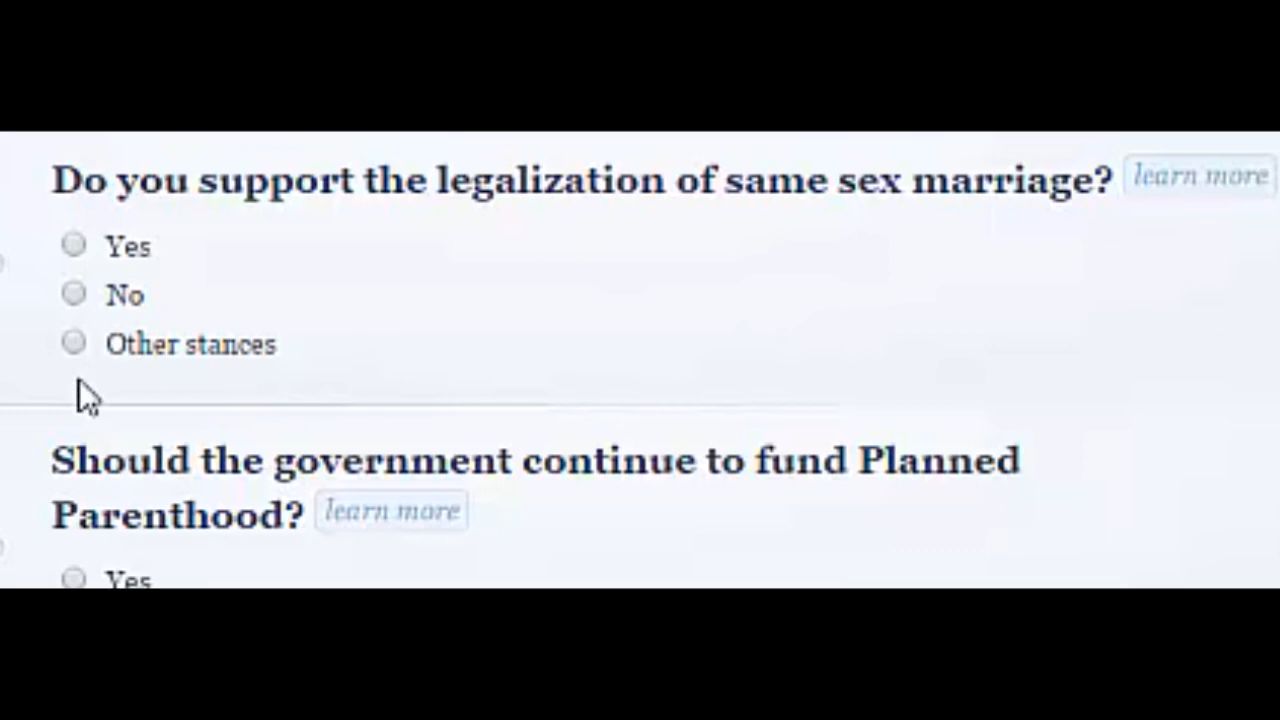 Do you support the legalization of same sex marriage? learn more
Yes
No
Other stances
Should the government continue to fund Planned
Parenthood? learn more
Yes